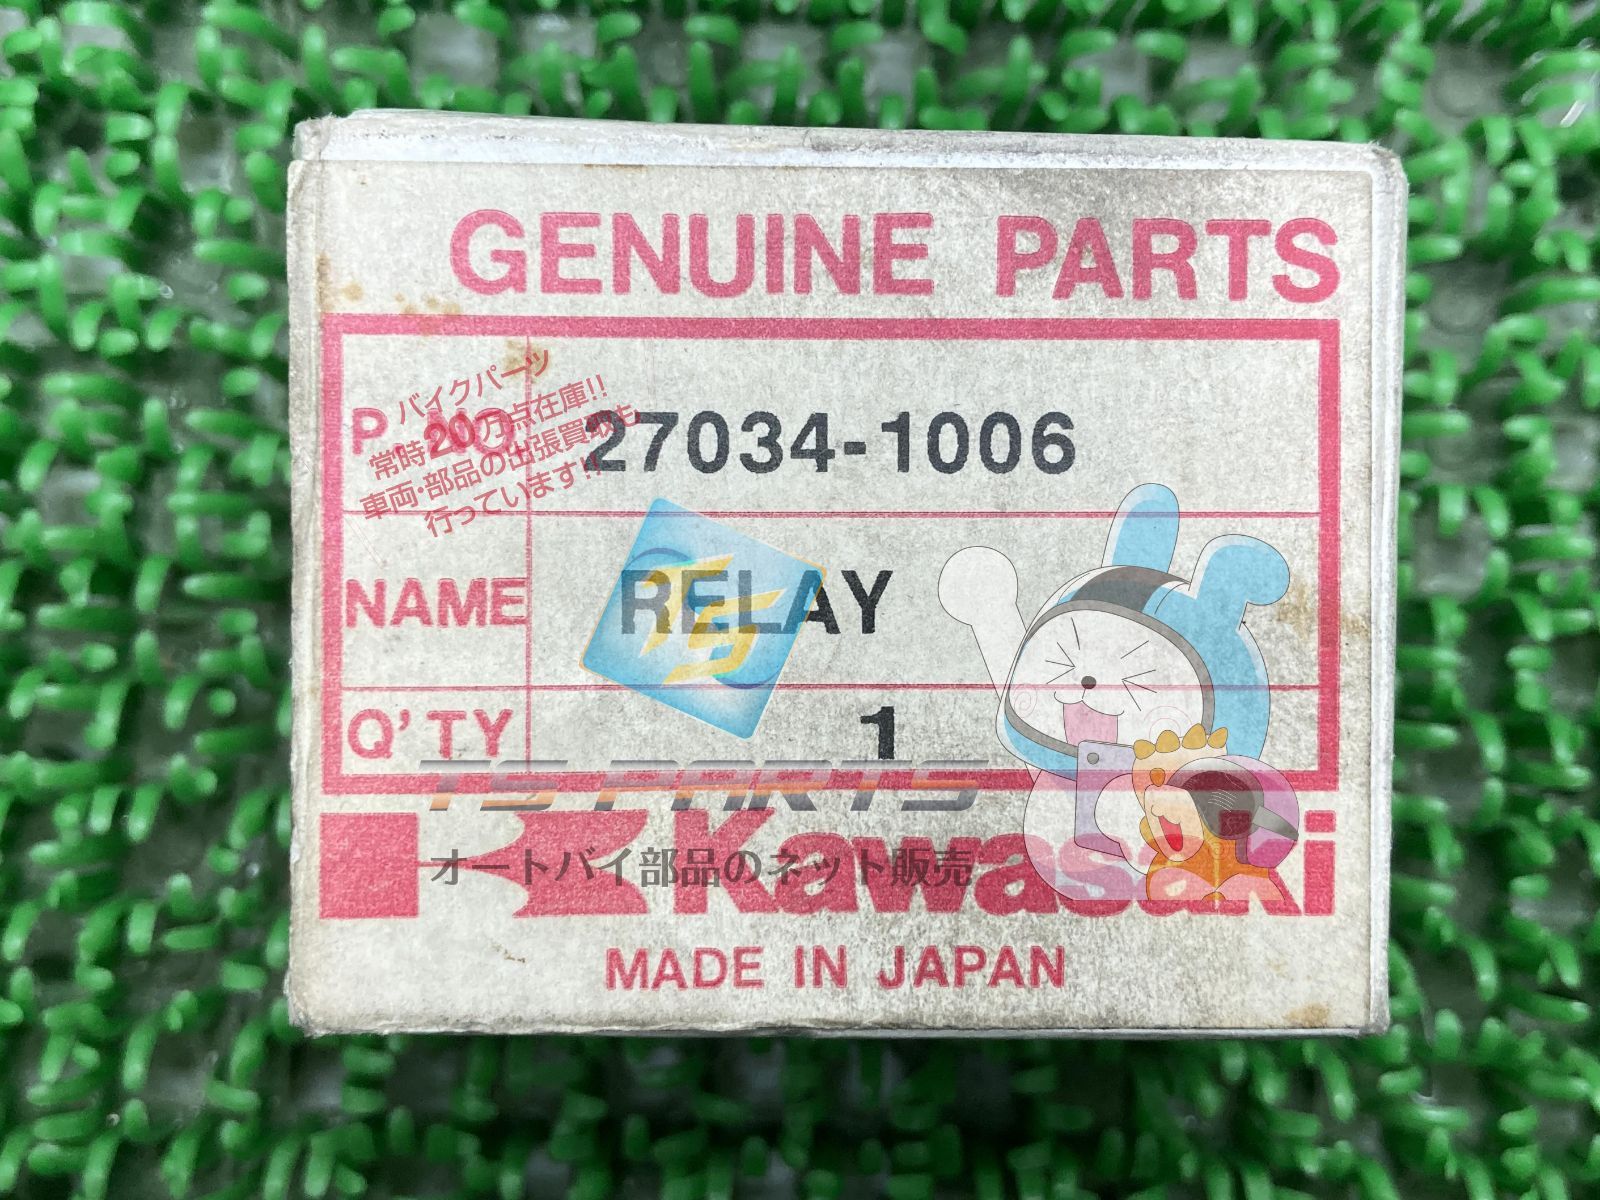 GENUINE PARTS
バイクパーツ
常時20万点在庫!!
車両・部品の出張買取も
行っています!!
P. NO. 27034-1006
NAME RELAY
TS
Q'TY 1
TS PARTS
Kawasaki
オートバイ部品のネット販売
MADE IN JAPAN